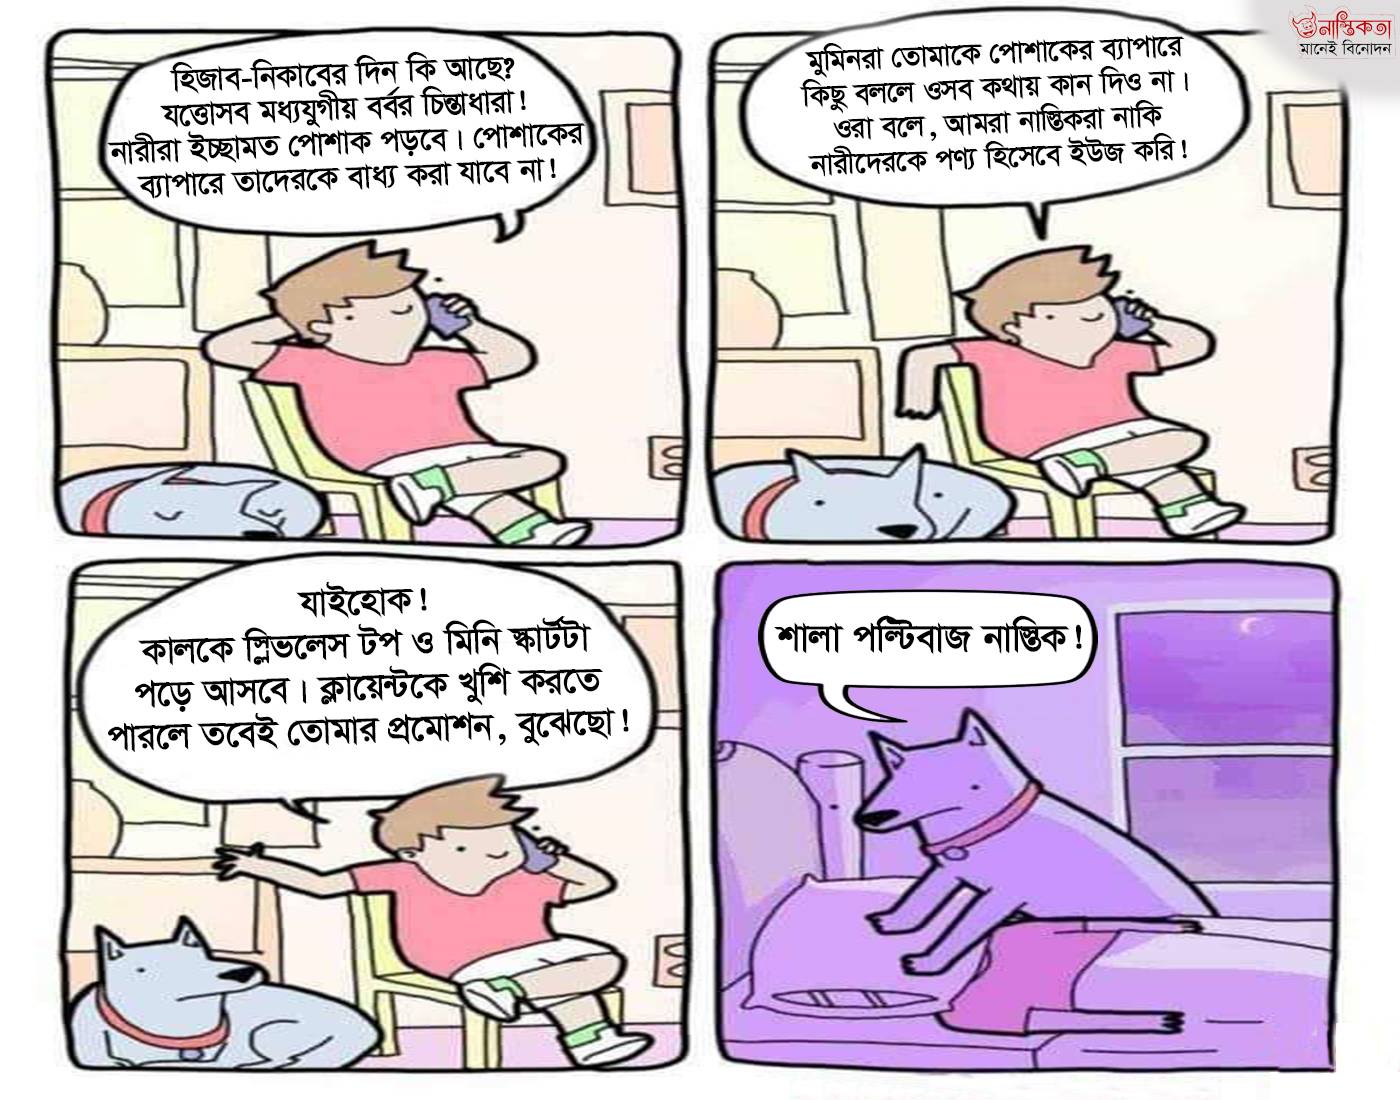 নাস্তিকতা
মানেই বিনোদন
হিজাব-নিকাবের দিন কি আছে?
যত্তোসব মধ্যযুগীয় বর্বর চিন্তাধারা!
নারীরা ইচ্ছামত পোশাক পড়বে। পোশাকের
ব্যাপারে তাদেরকে বাধ্য করা যাবে না!
মুমিনরা তোমাকে পোশাকের ব্যাপারে
কিছু বললে ওসব কথায় কান দিও না।
ওরা বলে, আমরা নাস্তিকরা নাকি
নারীদেরকে পণ্য হিসেবে ইউজ করি!
যাইহোক!
কালকে স্লিভলেস টপ ও মিনি স্কার্টটা
পড়ে আসবে। ক্লায়েন্টকে খুশি করতে
পারলে তবেই তোমার প্রমোশন, বুঝেছো!
শালা পল্টিবাজ নাস্তিক!